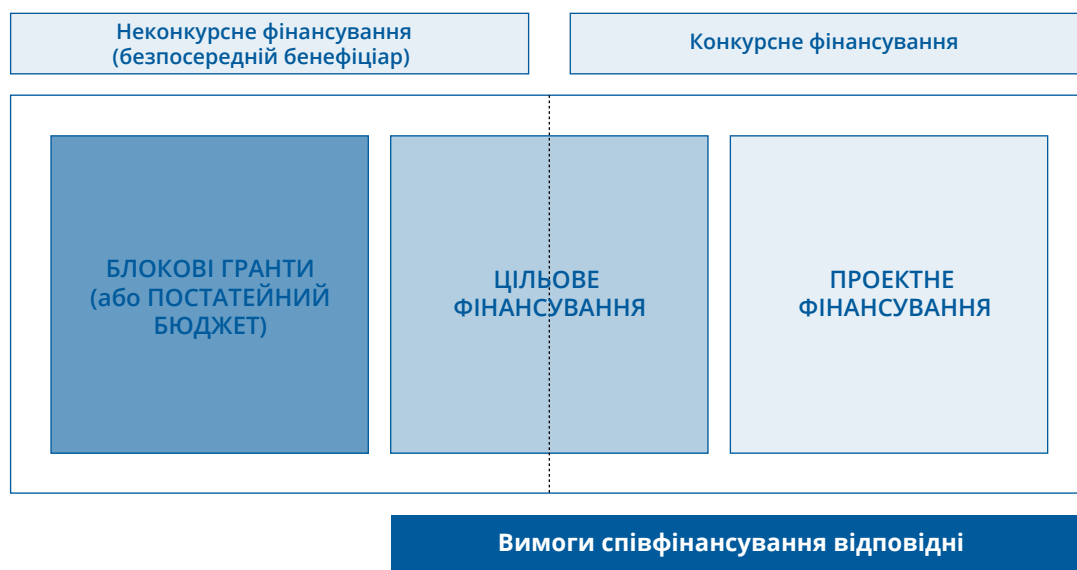 Неконкурсне фінансування
(безпосередній бенефіціар)
Конкурсне фінансування
БЛОКОВІ ГРАНТИ
(або ПОСТАТЕЙНИЙ
БЮДЖЕТ)
ЦІЛЬОВЕ
ФІНАНСУВАННЯ
ПРОЕКТНЕ
ФІНАНСУВАННЯ
Вимоги співфінансування відповідні